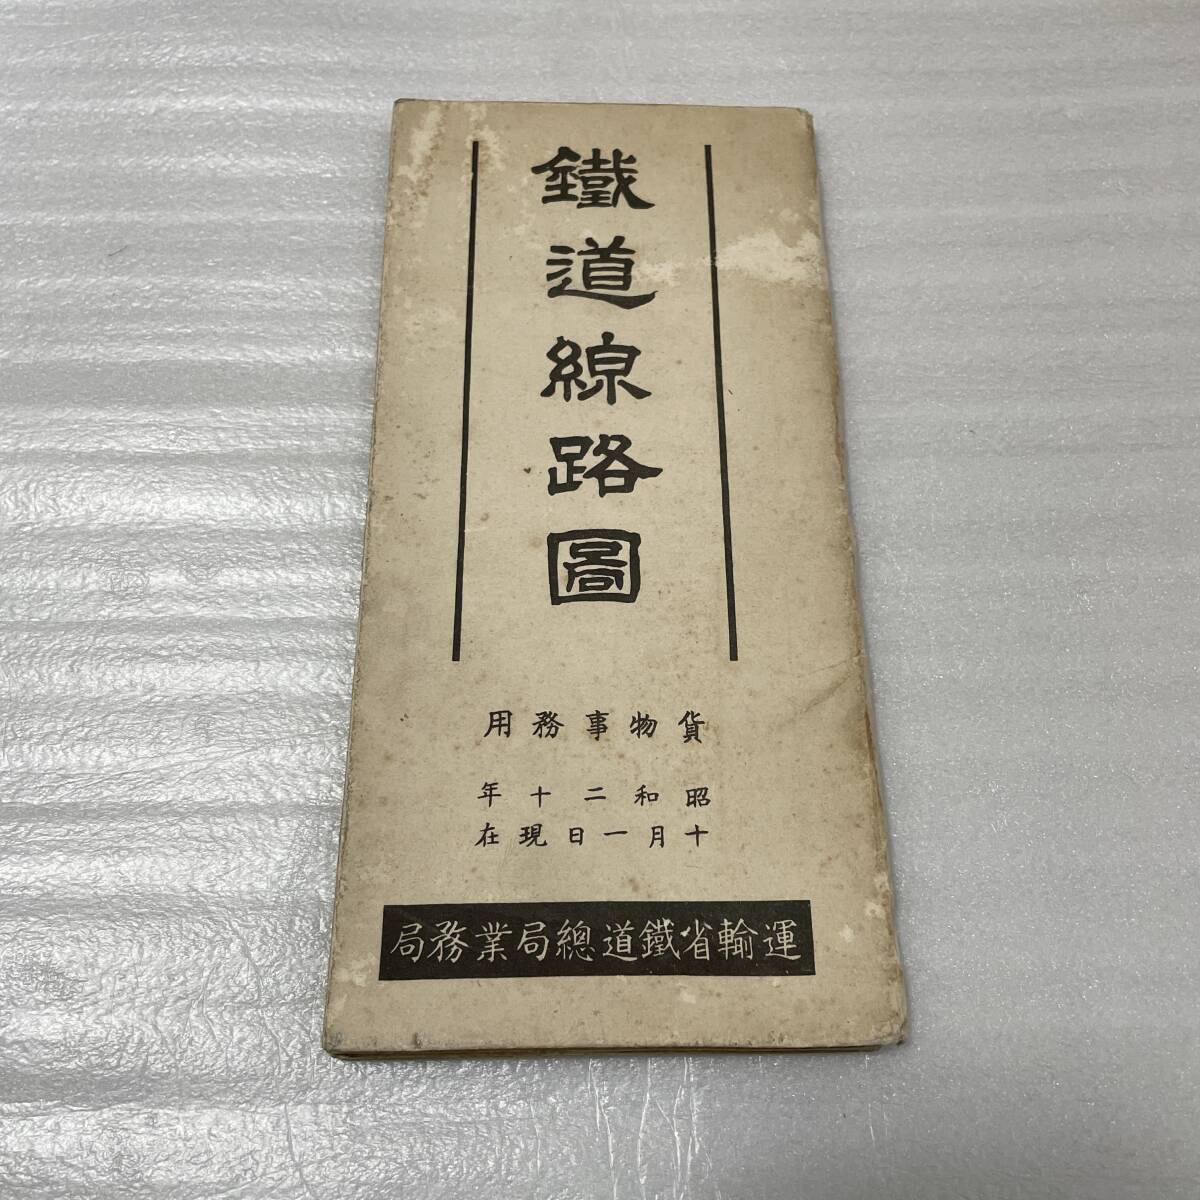 鐵道線路圖
貨物事務用
昭和二十年
十月一日現在
運輸省鐵道總局業務局